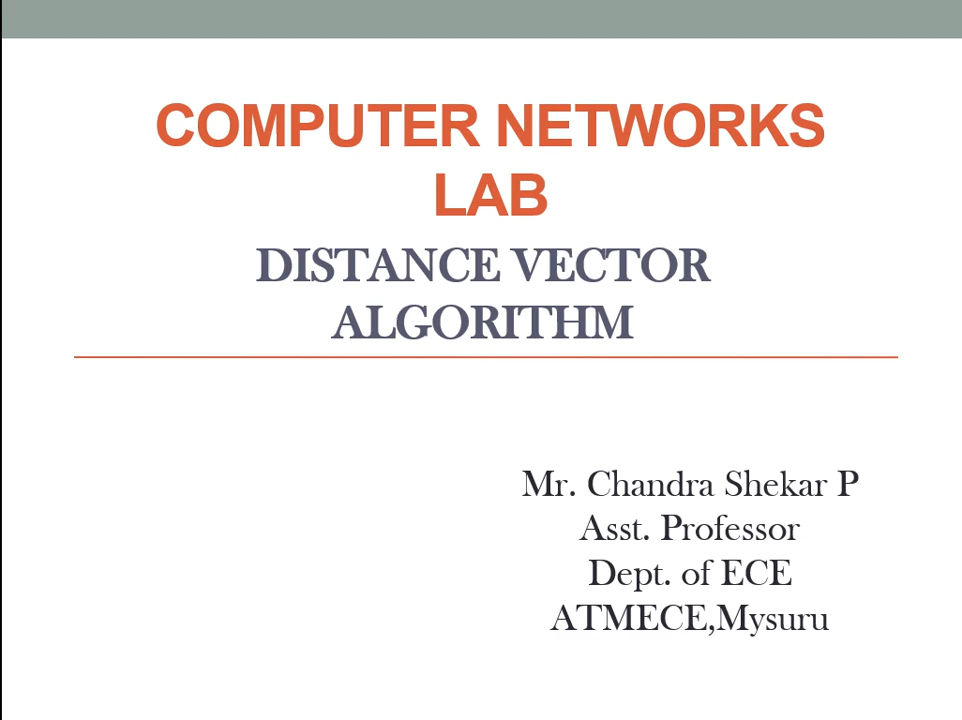 COMPUTER NETWORKS
LAB
DISTANCE VECTOR
ALGORITHM
Mr. Chandra Shekar P
Asst. Professor
Dept. of ECE
ATMECE,Mysuru